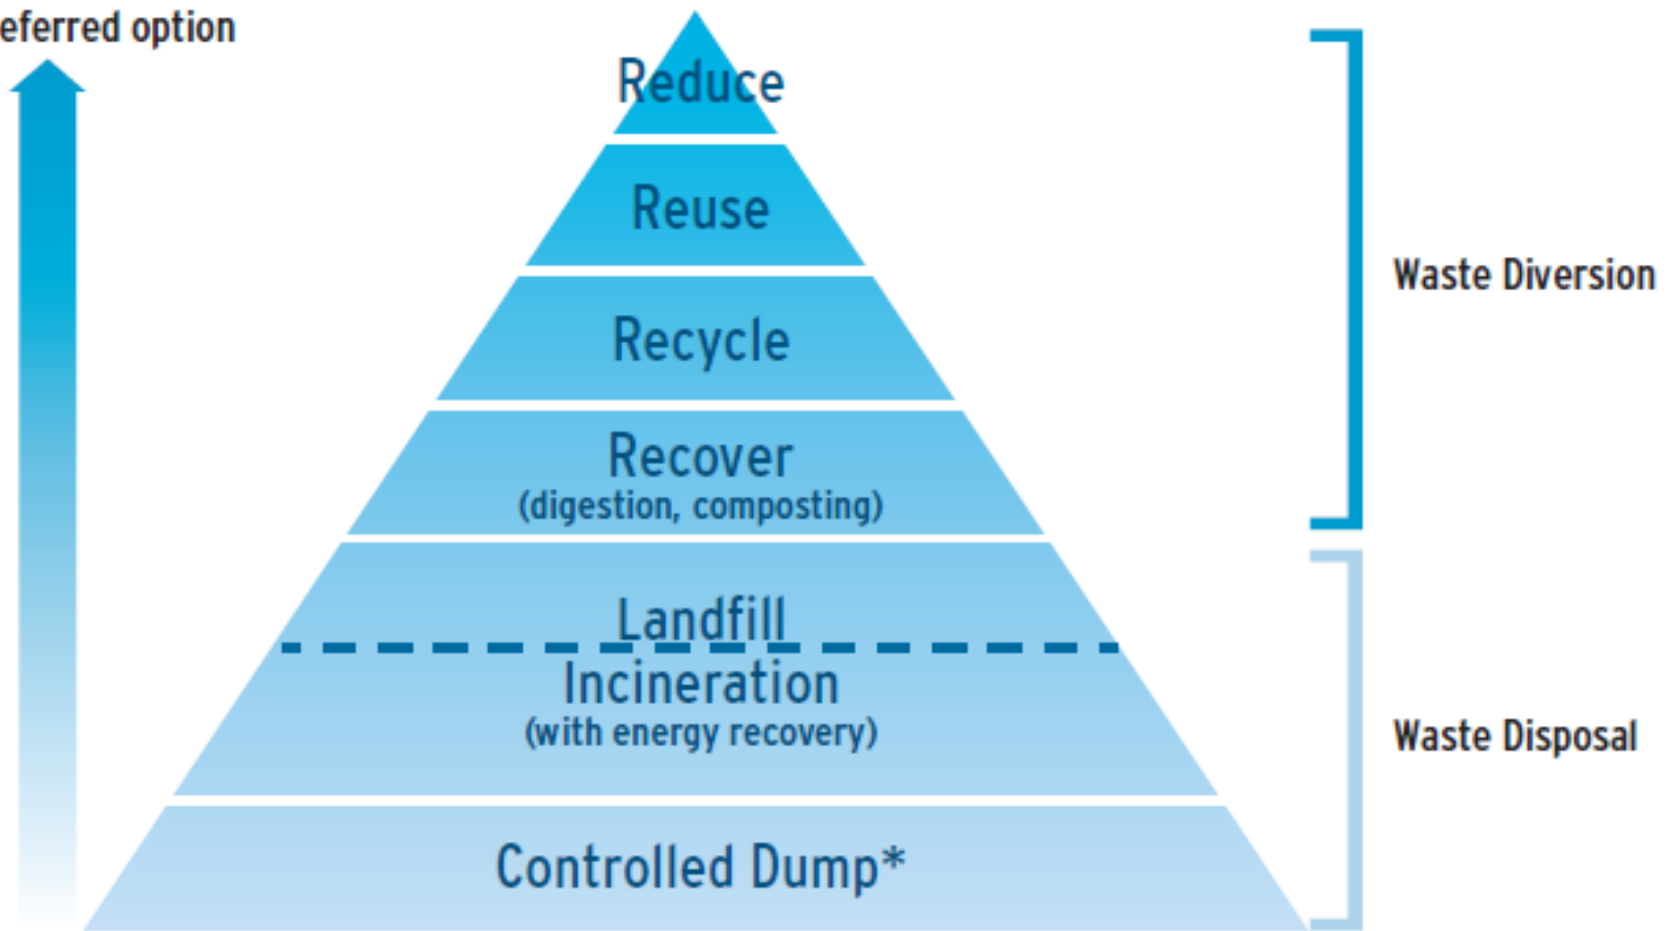 eferred option
Reduce
Reuse
Recycle
Recover
(digestion, composting)
Landfill
Incineration
(with energy recovery)
Controlled Dump*
Waste Diversion
Waste Disposal